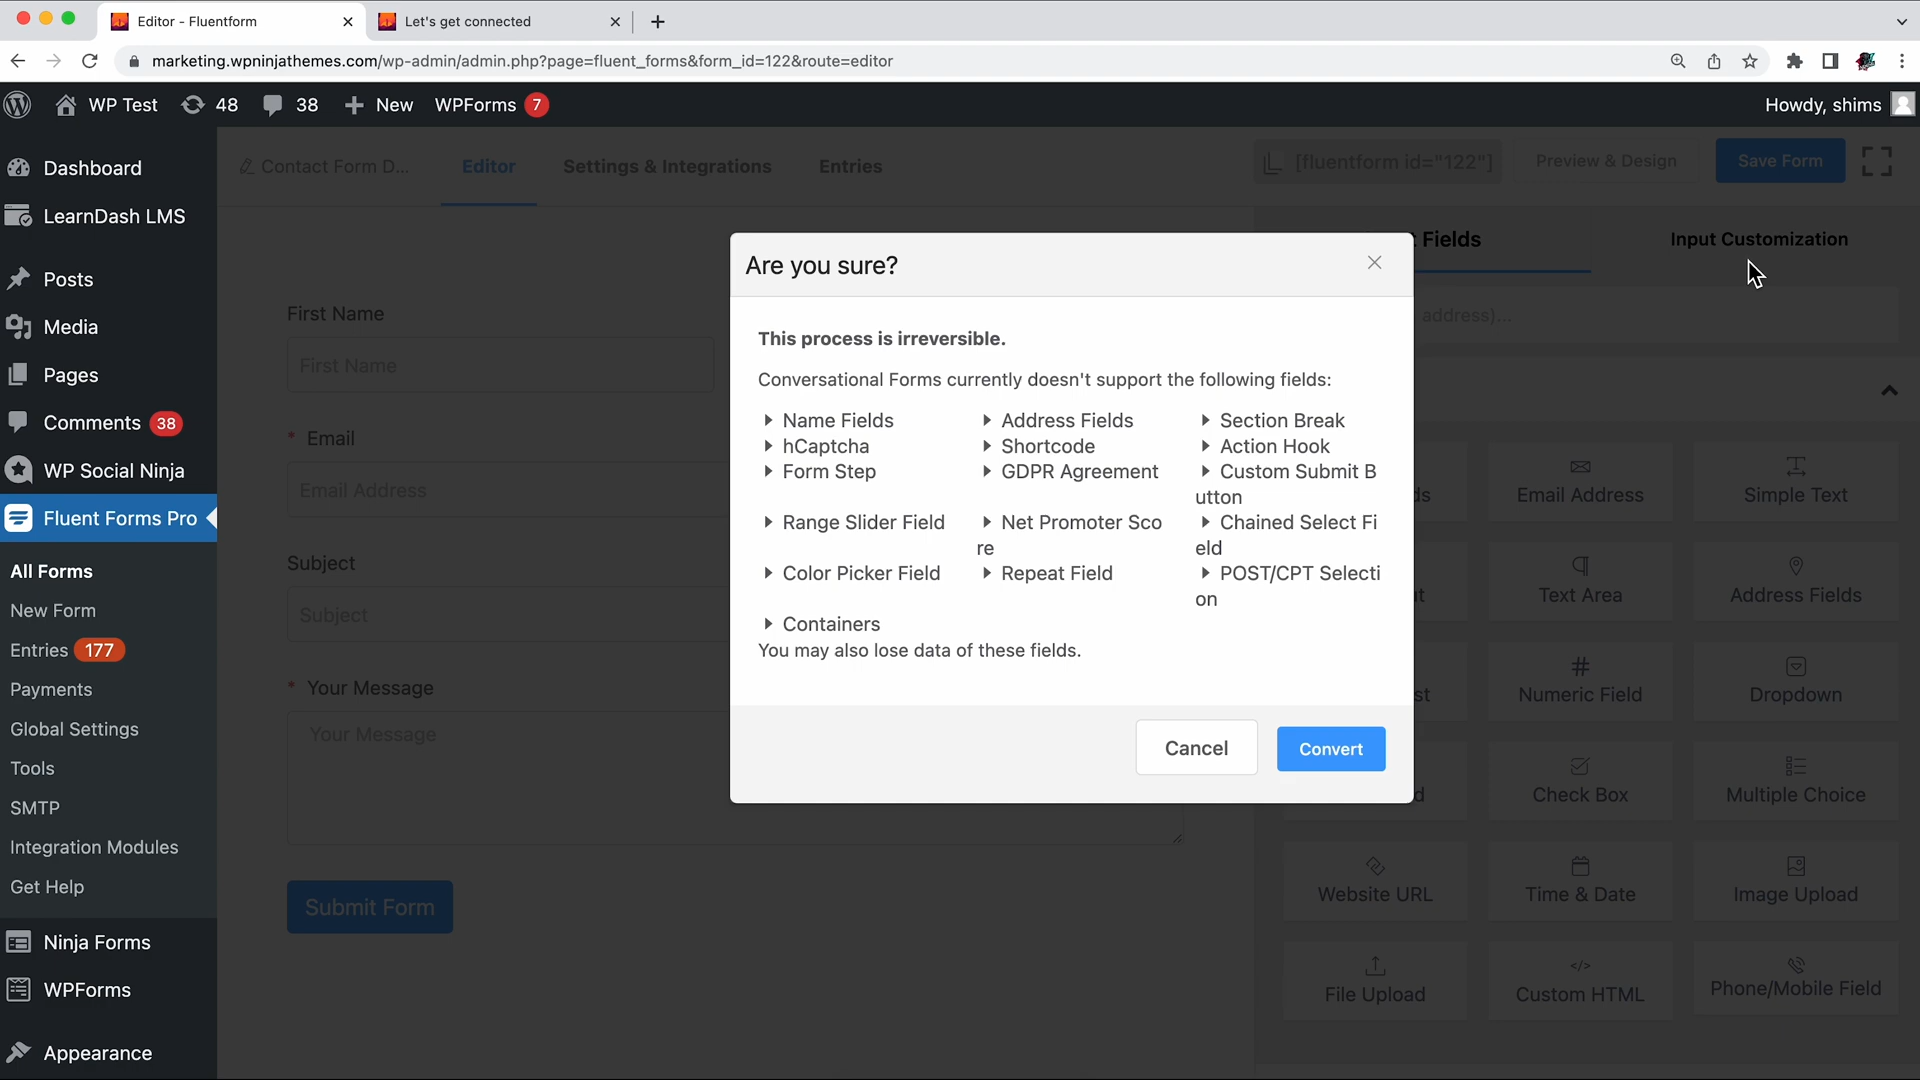 Editor - Fluentform
Let's get connected
marketing.wpninjathemes.com/wp-admin/admin.php?page=fluent_forms&form_id=122&route=editor
WP Test 48 38 New WPForms 7 Howdy, shims
Dashboard
LearnDash LMS
Posts
Media
Pages
Comments 38
WP Social Ninja
Fluent Forms Pro
All Forms
New Form
Entries 177
Payments
Global Settings
Tools
SMTP
Integration Modules
Get Help
Ninja Forms
WPForms
Appearance
Contact Form D... Editor Settings & Integrations Entries [fluentform id="122"] Preview & Design Save Form
First Name
First Name
* Email
Email Address
Subject
Subject
* Your Message
Your Message
Submit Form
Are you sure?
This process is irreversible.
Conversational Forms currently doesn't support the following fields:
Name Fields Address Fields Section Break
hCaptcha Shortcode Action Hook
Form Step GDPR Agreement Custom Submit B
utton
Range Slider Field Net Promoter Sco Chained Select Fi
re eld
Color Picker Field Repeat Field POST/CPT Selecti
on
Containers
You may also lose data of these fields.
Cancel Convert
Fields Input Customization
address)...
Email Address Simple Text
Text Area Address Fields
Numeric Field Dropdown
Check Box Multiple Choice
Website URL Time & Date Image Upload
File Upload Custom HTML Phone/Mobile Field